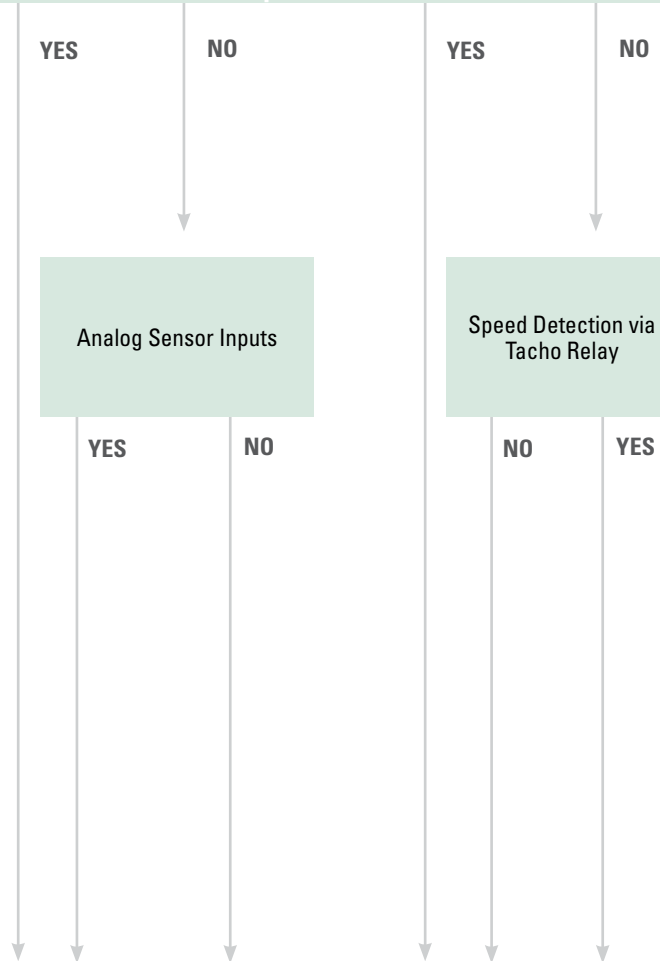 YES NO YES NO
Analog Sensor Inputs
Speed Detection via
Tacho Relay
YES NO NO YES